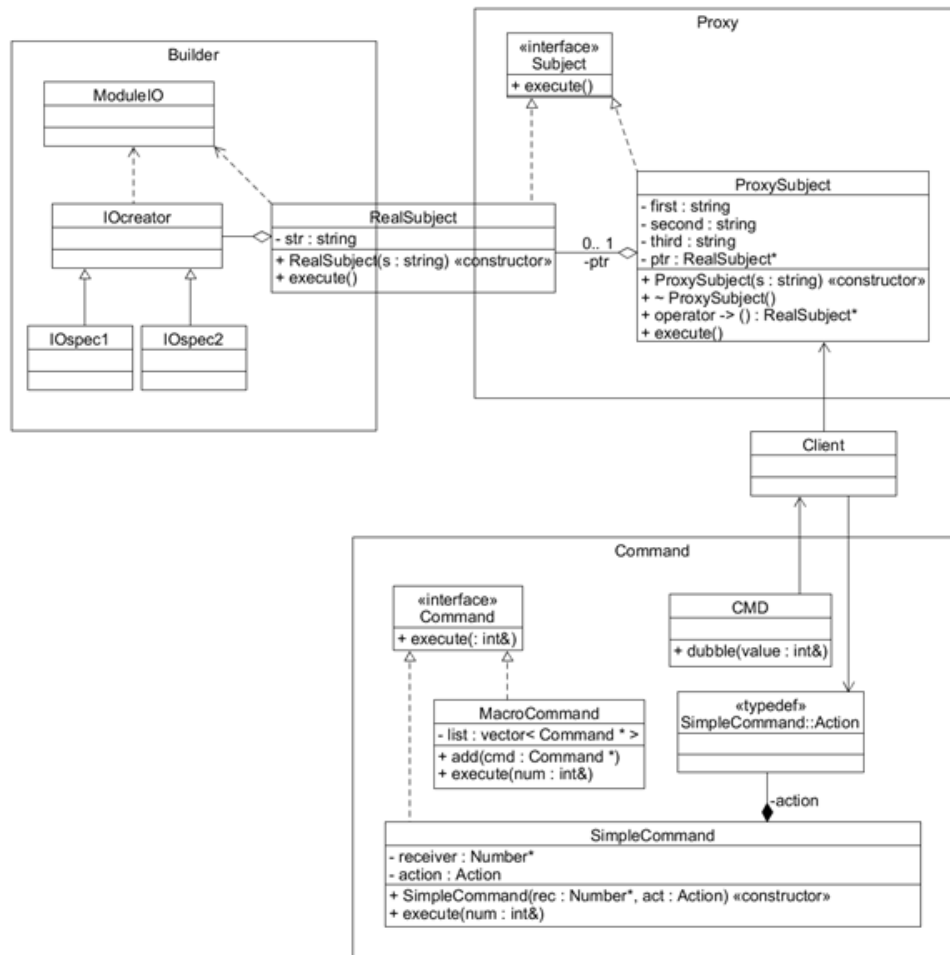 Proxy
Builder
«interface»
Subject
+ execute()
ModuleIO
ProxySubject
- first : string
- second : string
- third : string
- ptr : RealSubject*
+ ProxySubject(s : string) «constructor»
+ ~ ProxySubject()
+ operator -> () : RealSubject*
+ execute()
IOcreator
RealSubject
- str : string
+ RealSubject(s : string) «constructor»
+ execute()
0.. 1
-ptr
IOspec1
IOspec2
Client
Command
«interface»
Command
+ execute(: int&)
CMD
+ dubble(value : int&)
MacroCommand
- list : vector< Command * >
+ add(cmd : Command *)
+ execute(num : int&)
«typedef»
SimpleCommand::Action
-action
SimpleCommand
- receiver : Number*
- action : Action
+ SimpleCommand(rec : Number*, act : Action) «constructor»
+ execute(num : int&)